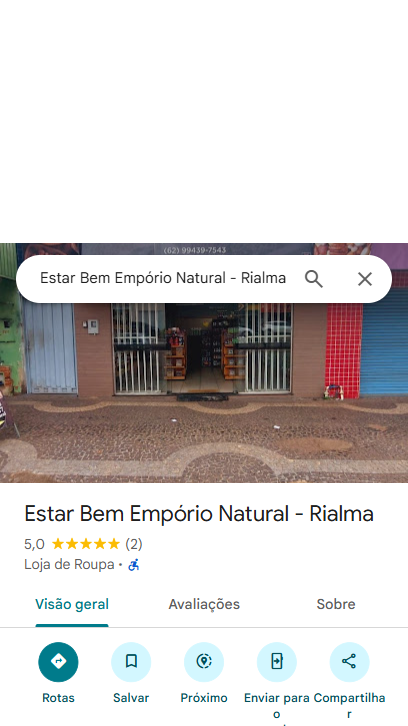 (62) 99439-7543
Estar Bem Empório Natural - Rialma
Estar Bem Empório Natural - Rialma
5,0 (2)
Loja de Roupa ·
Visão geral Avaliações Sobre
Rotas Salvar Próximo Enviar para Compartilha
o r